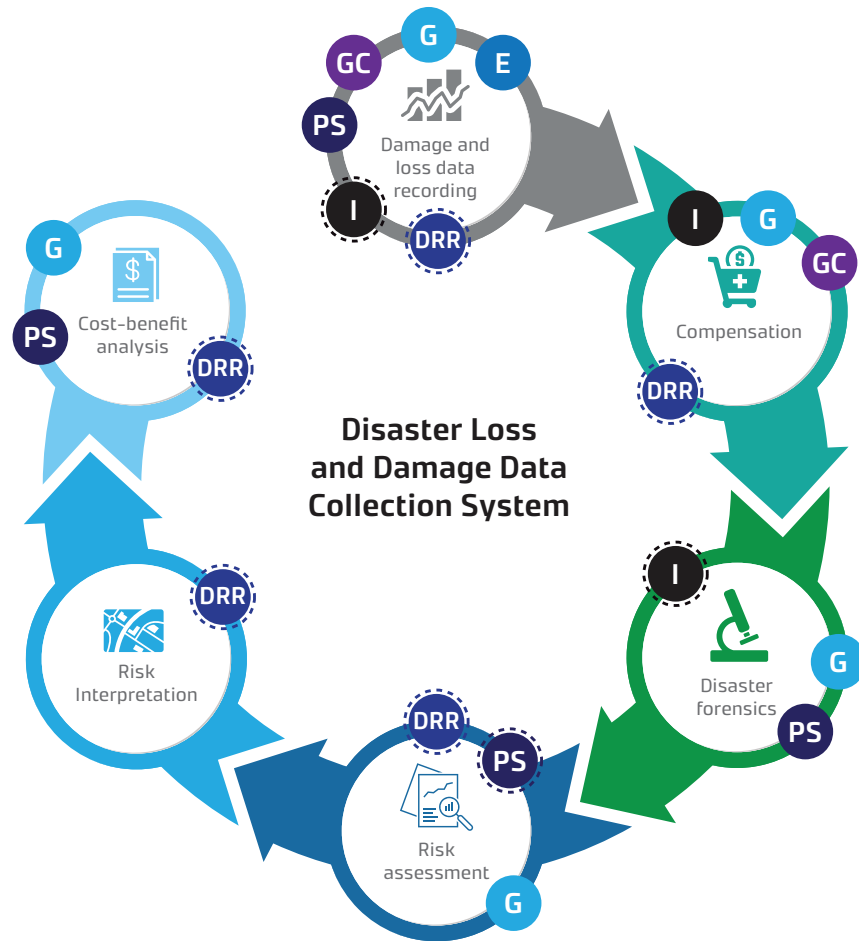 G
GC
E
PS
Damage and
loss data
recording
I
DRR
I
G
GC
Compensation
DRR
I
G
Disaster
forensics
PS
DRR
PS
Risk
assessment
G
DRR
Risk
Interpretation
G
$
Cost-benefit
analysis
PS
DRR
Disaster Loss
and Damage Data
Collection System
$